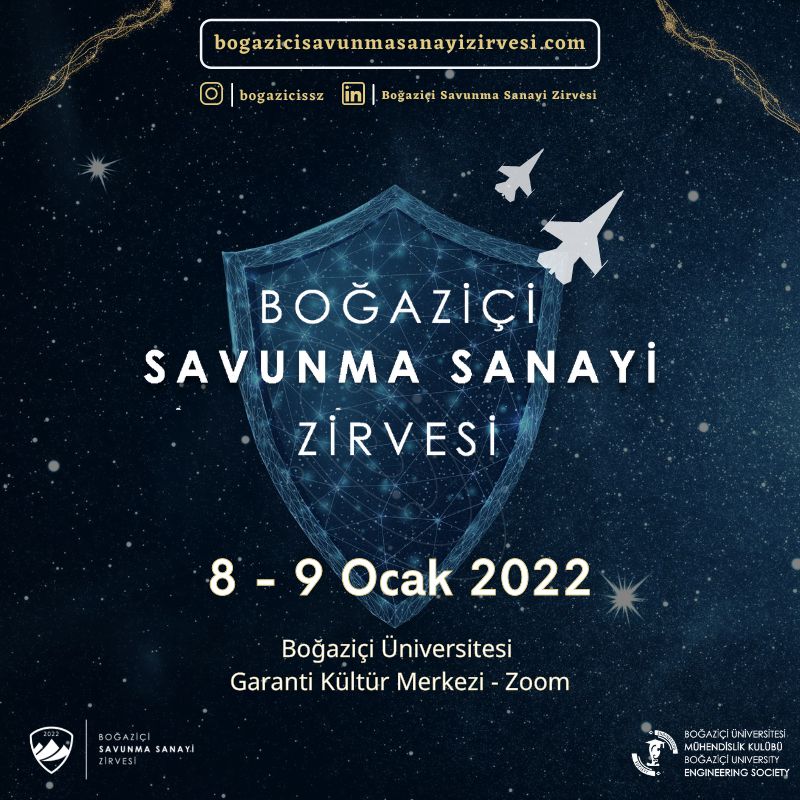 bogazicisavunmasanayizirvesi.com
bogazicissz
Boğaziçi Savunma Sanayi Zirvesi
BOĞAZİÇİ
SAVUNMA SANAYİ
ZİRVESİ
8 - 9 Ocak 2022
Boğaziçi Üniversitesi
Garanti Kültür Merkezi - Zoom
2022
BOĞAZİÇİ
SAVUNMA SANAYİ
ZİRVESİ
BOĞAZİÇİ ÜNİVERSİTESİ
MÜHENDİSLİK KULÜBÜ
BOĞAZİÇİ UNIVERSITY
ENGINEERING SOCIETY